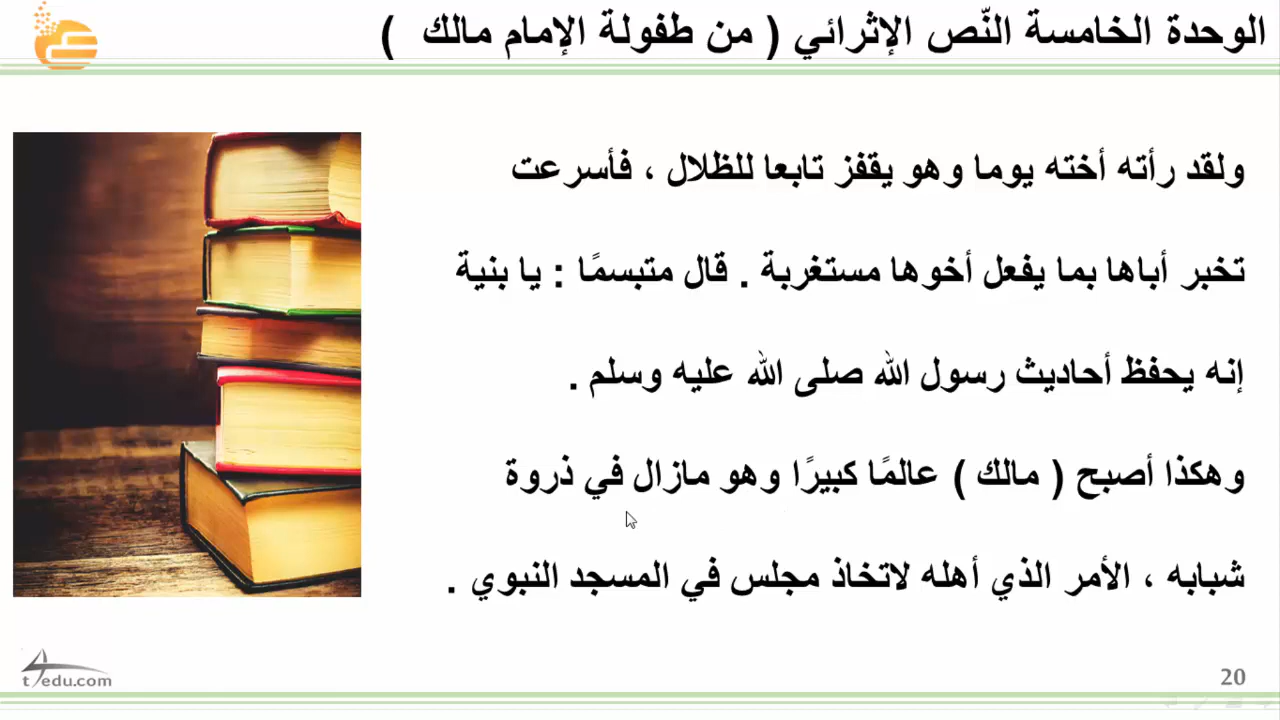 الوحدة الخامسة النّص الإثرائي ( من طفولة الإمام مالك )
ولقد رأته أخته يوما وهو يقفز تابعا للظلال ، فأسرعت
تخبر أباها بما يفعل أخوها مستغربة . قال متبسمًا : يا بنية
إنه يحفظ أحاديث رسول الله صلى الله عليه وسلم .
وهكذا أصبح ( مالك ) عالمًا كبيرًا وهو مازال في ذروة
شبابه ، الأمر الذي أهله لاتخاذ مجلس في المسجد النبوي .
t4edu.com
20